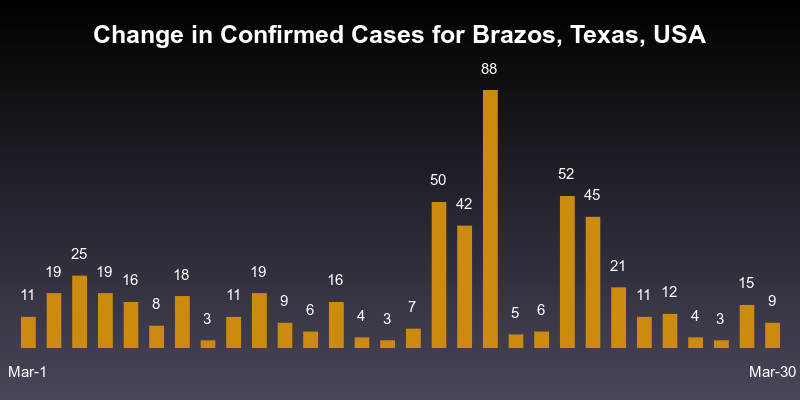 Change in Confirmed Cases for Brazos, Texas, USA
11 19 25 19 16 8 18 3 11 19 9 6 16 4 3 7 50 42 88 5 6 52 45 21 11 12 4 3 15 9
Mar-1 Mar-30